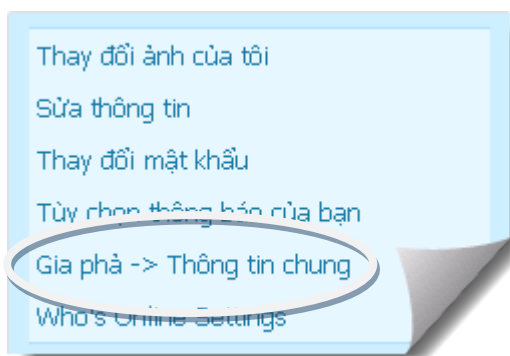 Thay đổi ảnh của tôi
Sửa thông tin
Thay đổi mật khẩu
Tùy chọn thông báo của bạn
Gia phả -> Thông tin chung
Who's Online Settings